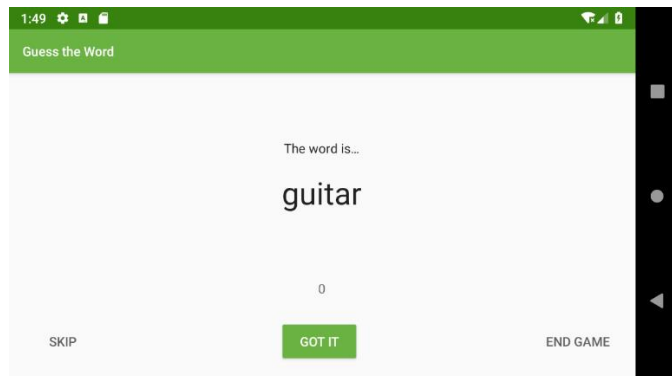 1:49
Guess the Word
The word is...
guitar
0
SKIP GOT IT END GAME